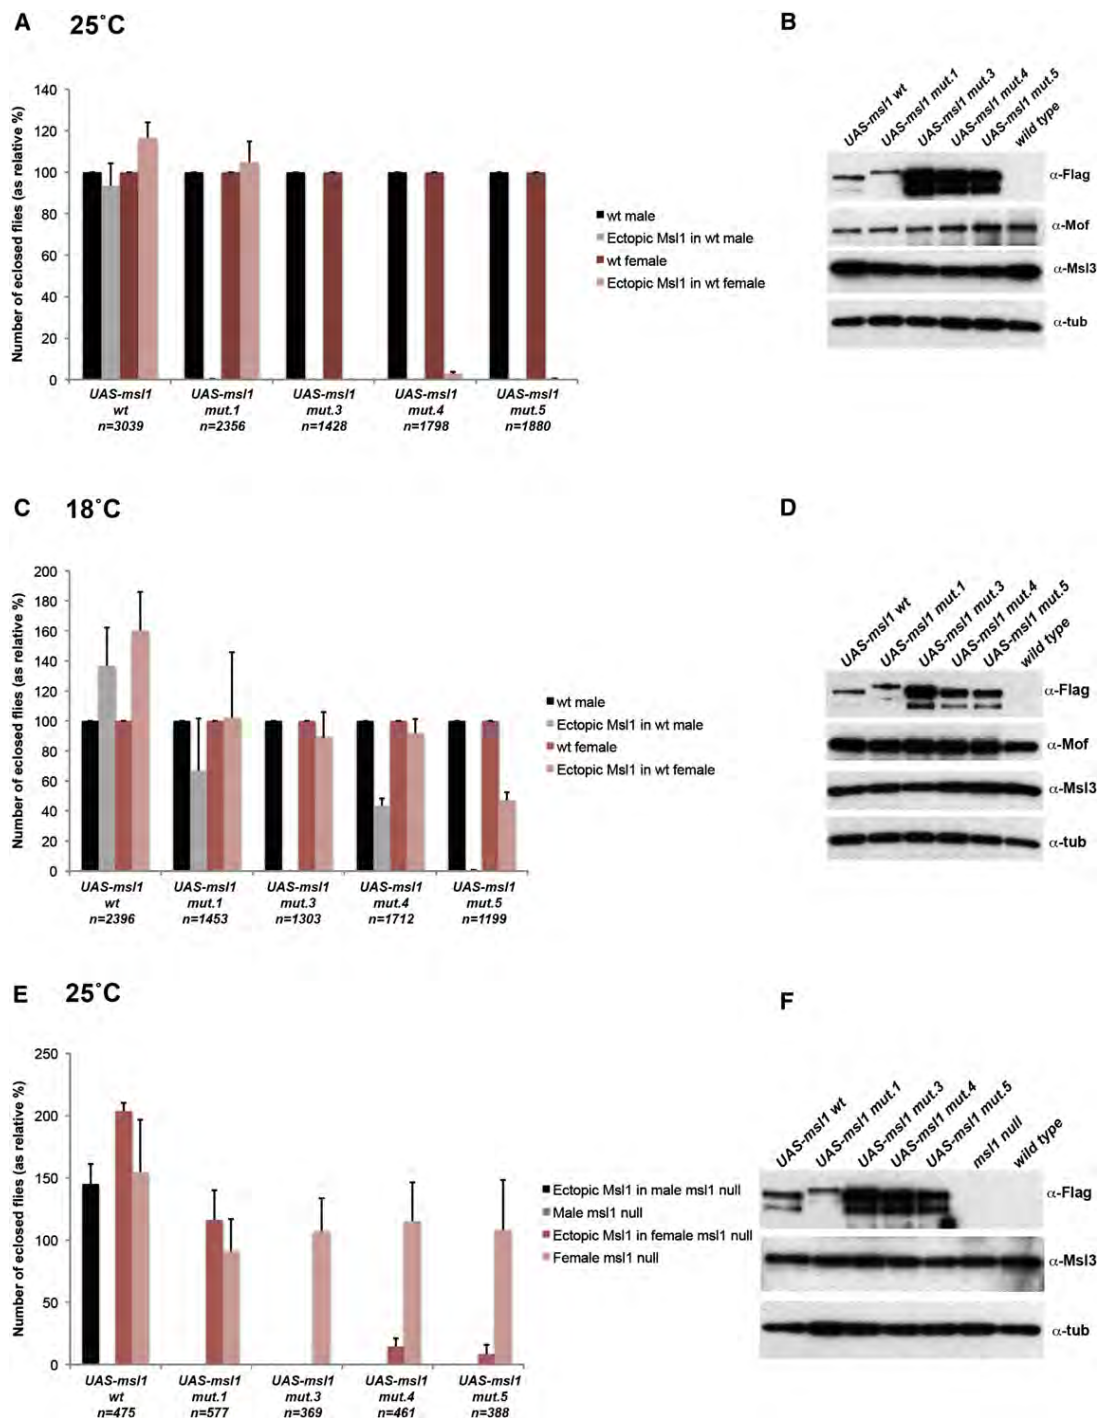 A 25˚C
Number of eclosed flies (as relative %)
140
120
100
80
60
40
20
0
UAS-msl1
wt
n=3039
UAS-msl1
mut.1
n=2356
UAS-msl1
mut.3
n=1428
UAS-msl1
mut.4
n=1798
UAS-msl1
mut.5
n=1880
wt male
Ectopic Msl1 in wt male
wt female
Ectopic Msl1 in wt female
B
UAS-msl1 wt
UAS-msl1 mut.1
UAS-msl1 mut.3
UAS-msl1 mut.4
UAS-msl1 mut.5
wild type
α-Flag
α-Mof
α-Msl3
α-tub
C 18˚C
Number of eclosed flies (as relative %)
200
180
160
140
120
100
80
60
40
20
0
UAS-msl1
wt
n=2396
UAS-msl1
mut.1
n=1453
UAS-msl1
mut.3
n=1303
UAS-msl1
mut.4
n=1712
UAS-msl1
mut.5
n=1199
wt male
Ectopic Msl1 in wt male
wt female
Ectopic Msl1 in wt female
D
UAS-msl1 wt
UAS-msl1 mut.1
UAS-msl1 mut.3
UAS-msl1 mut.4
UAS-msl1 mut.5
wild type
α-Flag
α-Mof
α-Msl3
α-tub
E 25˚C
Number of eclosed flies (as relative %)
250
200
150
100
50
0
UAS-msl1
wt
n=475
UAS-msl1
mut.1
n=577
UAS-msl1
mut.3
n=369
UAS-msl1
mut.4
n=461
UAS-msl1
mut.5
n=388
Ectopic Msl1 in male msl1 null
Male msl1 null
Ectopic Msl1 in female msl1 null
Female msl1 null
F
UAS-msl1 wt
UAS-msl1 mut.1
UAS-msl1 mut.3
UAS-msl1 mut.4
UAS-msl1 mut.5
msl1 null
wild type
α-Flag
α-Msl3
α-tub